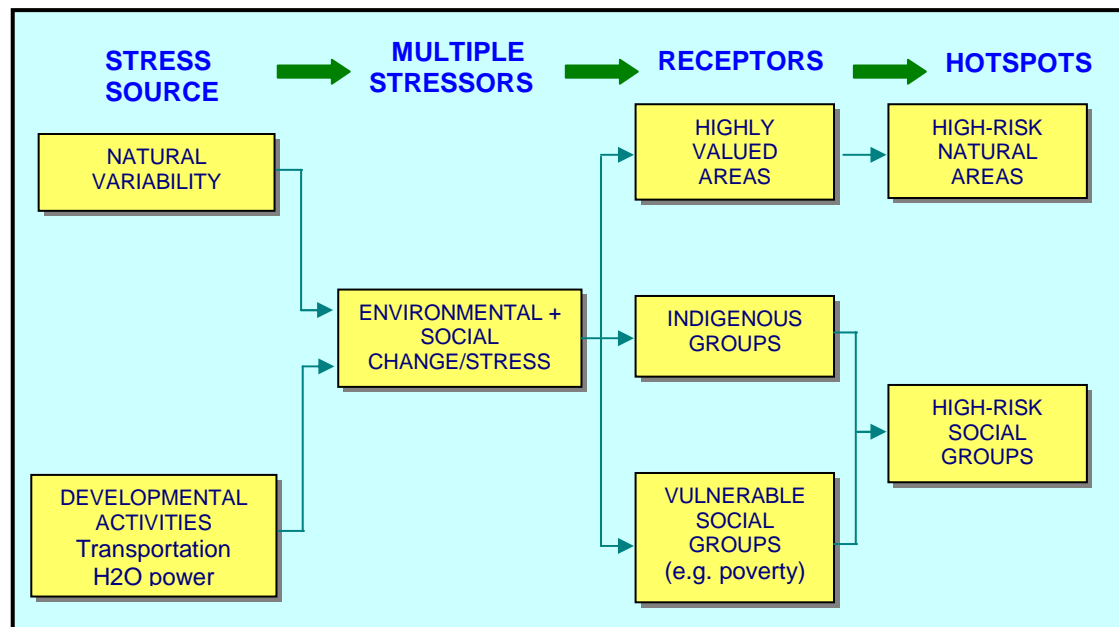 STRESS
SOURCE
MULTIPLE
STRESSORS
RECEPTORS
HOTSPOTS
NATURAL
VARIABILITY
DEVELOPMENTAL
ACTIVITIES
Transportation
H2O power
ENVIRONMENTAL +
SOCIAL
CHANGE/STRESS
HIGHLY
VALUED
AREAS
INDIGENOUS
GROUPS
VULNERABLE
SOCIAL
GROUPS
(e.g. poverty)
HIGH-RISK
NATURAL
AREAS
HIGH-RISK
SOCIAL
GROUPS